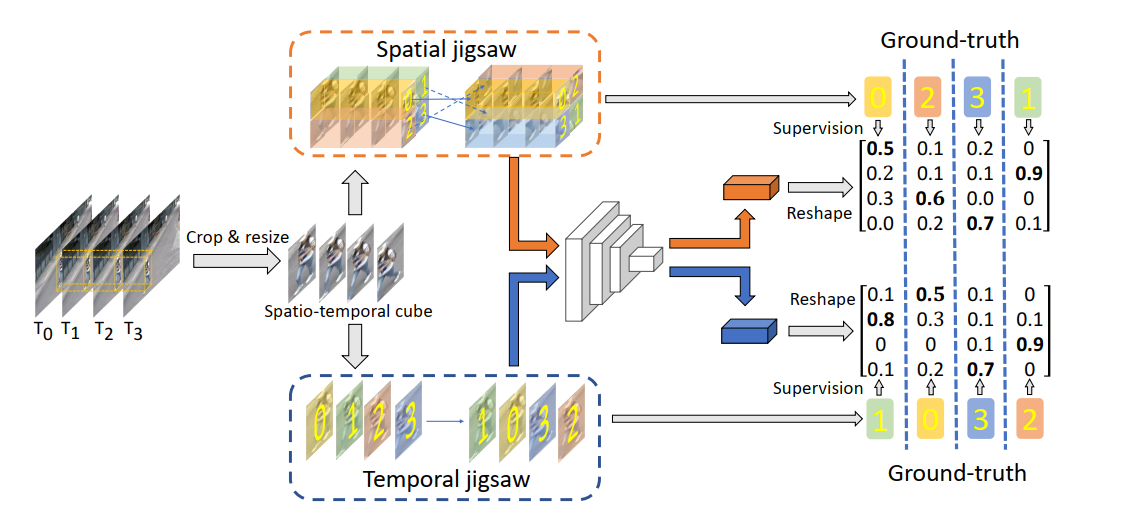 Spatial jigsaw
Ground-truth
0 2 3 1
Supervision
0.5 0.1 0.2 0
0.2 0.1 0.1 0.9
0.3 0.6 0.0 0
0.0 0.2 0.7 0.1
Reshape
Crop & resize
Spatio-temporal cube
T0 T1 T2 T3
Reshape
0.1 0.5 0.1 0
0.8 0.3 0.1 0.1
0 0 0.1 0.9
0.1 0.2 0.7 0
Supervision
1 0 3 2
Ground-truth
0 1 2 3
1 0 3 2
Temporal jigsaw